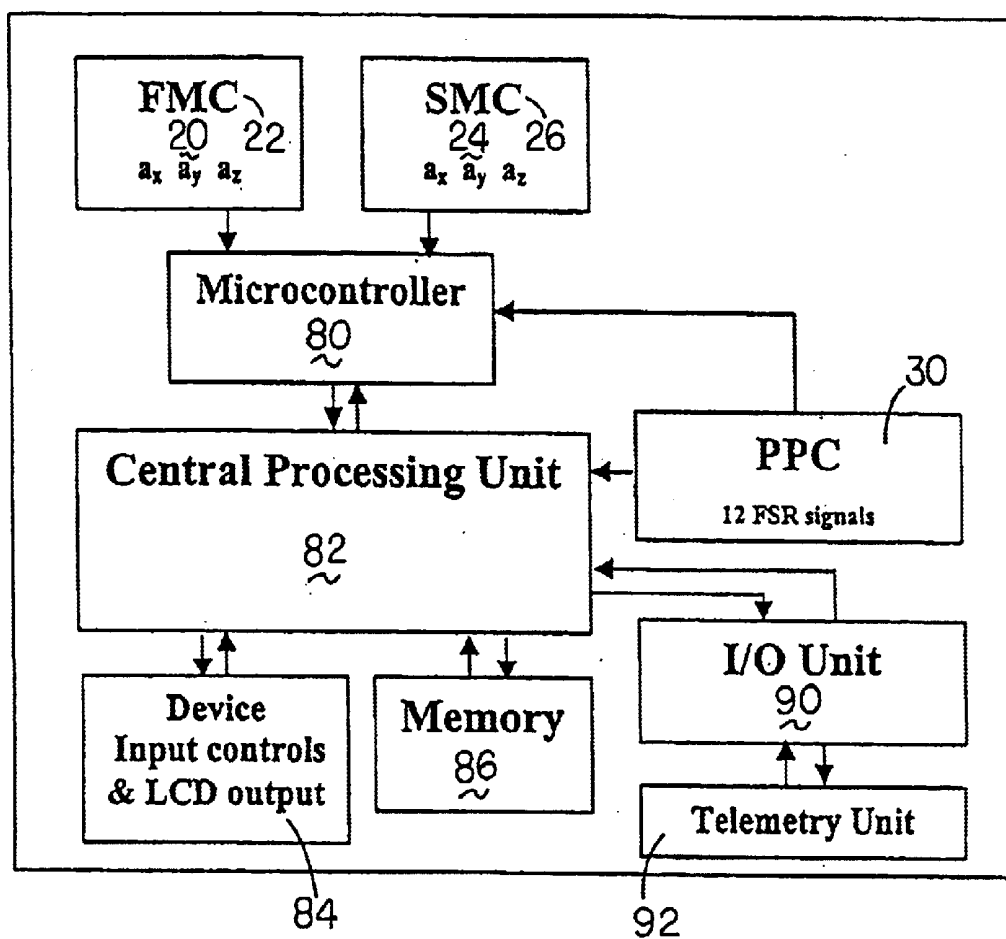 FMC
20 22
ax ay az
SMC
24 26
ax ay az
Microcontroller
80
30
PPC
12 FSR signals
Central Processing Unit
82
I/O Unit
90
Device
Input controls
& LCD output
Memory
86
Telemetry Unit
84
92